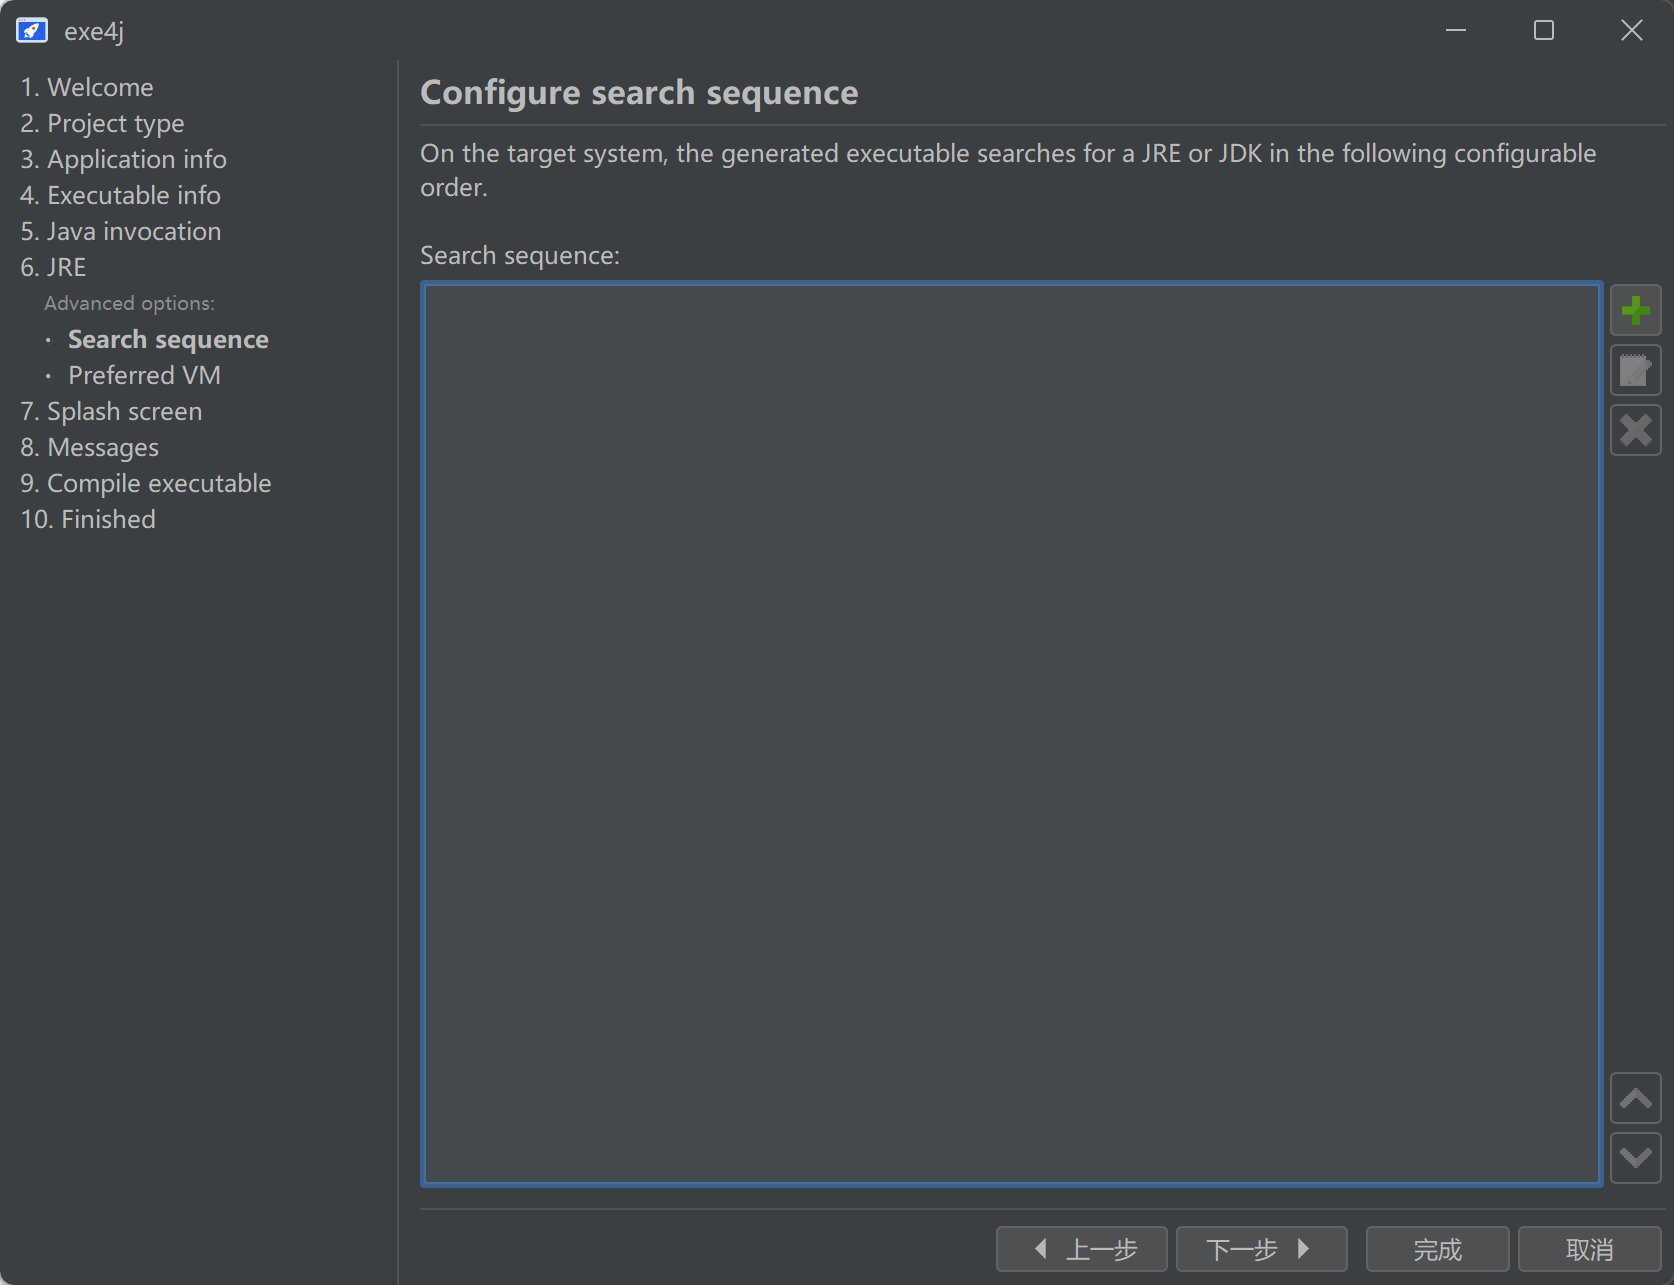 exe4j
1. Welcome
2. Project type
3. Application info
4. Executable info
5. Java invocation
6. JRE
Advanced options:
· Search sequence
· Preferred VM
7. Splash screen
8. Messages
9. Compile executable
10. Finished
Configure search sequence
On the target system, the generated executable searches for a JRE or JDK in the following configurable
order.
Search sequence:
上一步
下一步
完成
取消